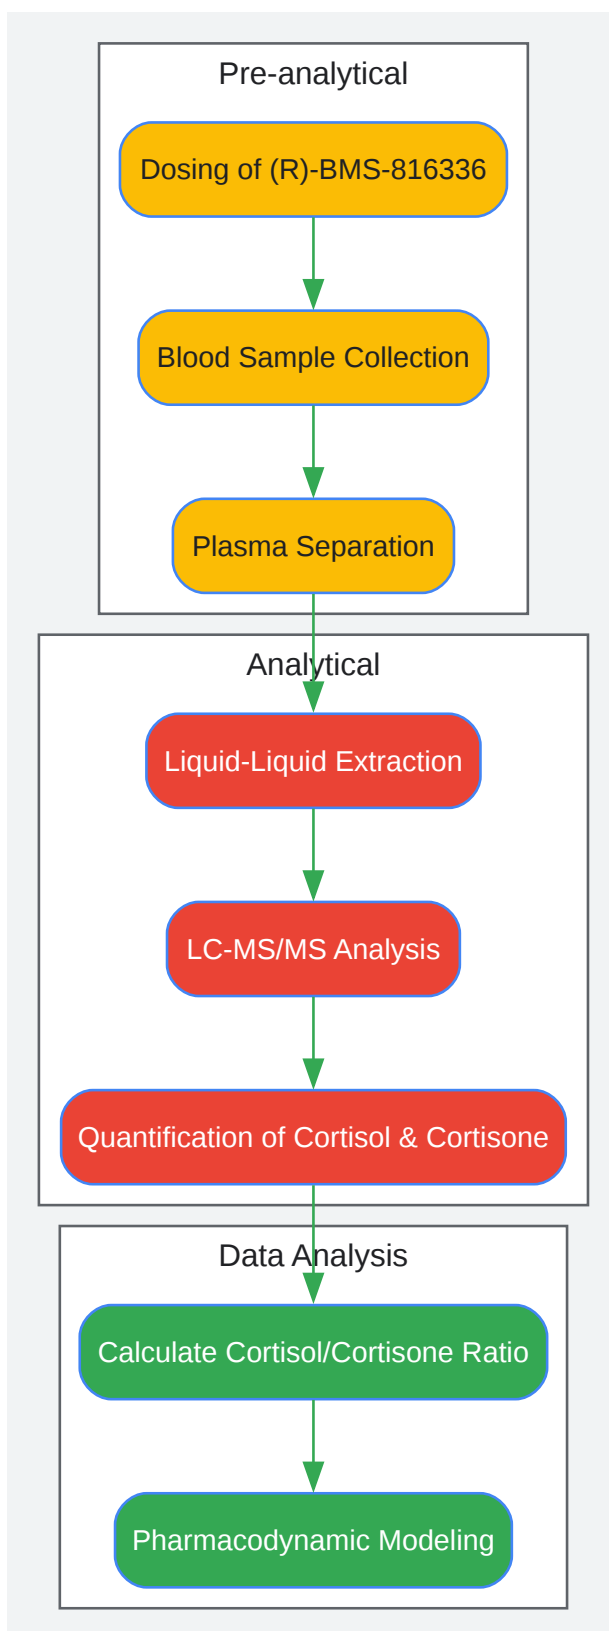 Pre-analytical
Dosing of (R)-BMS-816336
Blood Sample Collection
Plasma Separation
Analytical
Liquid-Liquid Extraction
LC-MS/MS Analysis
Quantification of Cortisol & Cortisone
Data Analysis
Calculate Cortisol/Cortisone Ratio
Pharmacodynamic Modeling